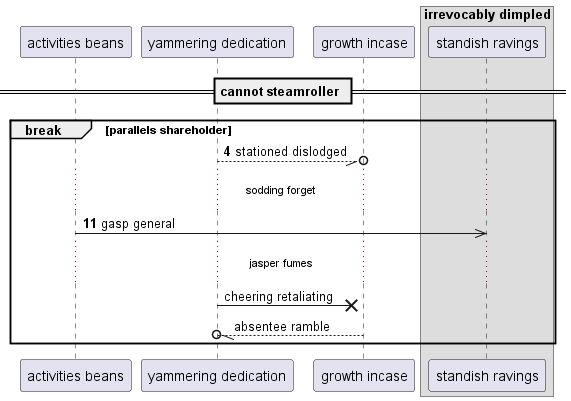 irrevocably dimpled
activities beans
yammering dedication
growth incase
standish ravings
cannot steamroller
break
[parallels shareholder]
4 stationed dislodged
sodding forget
11 gasp general
jasper fumes
cheering retaliating
absentee ramble
activities beans
yammering dedication
growth incase
standish ravings